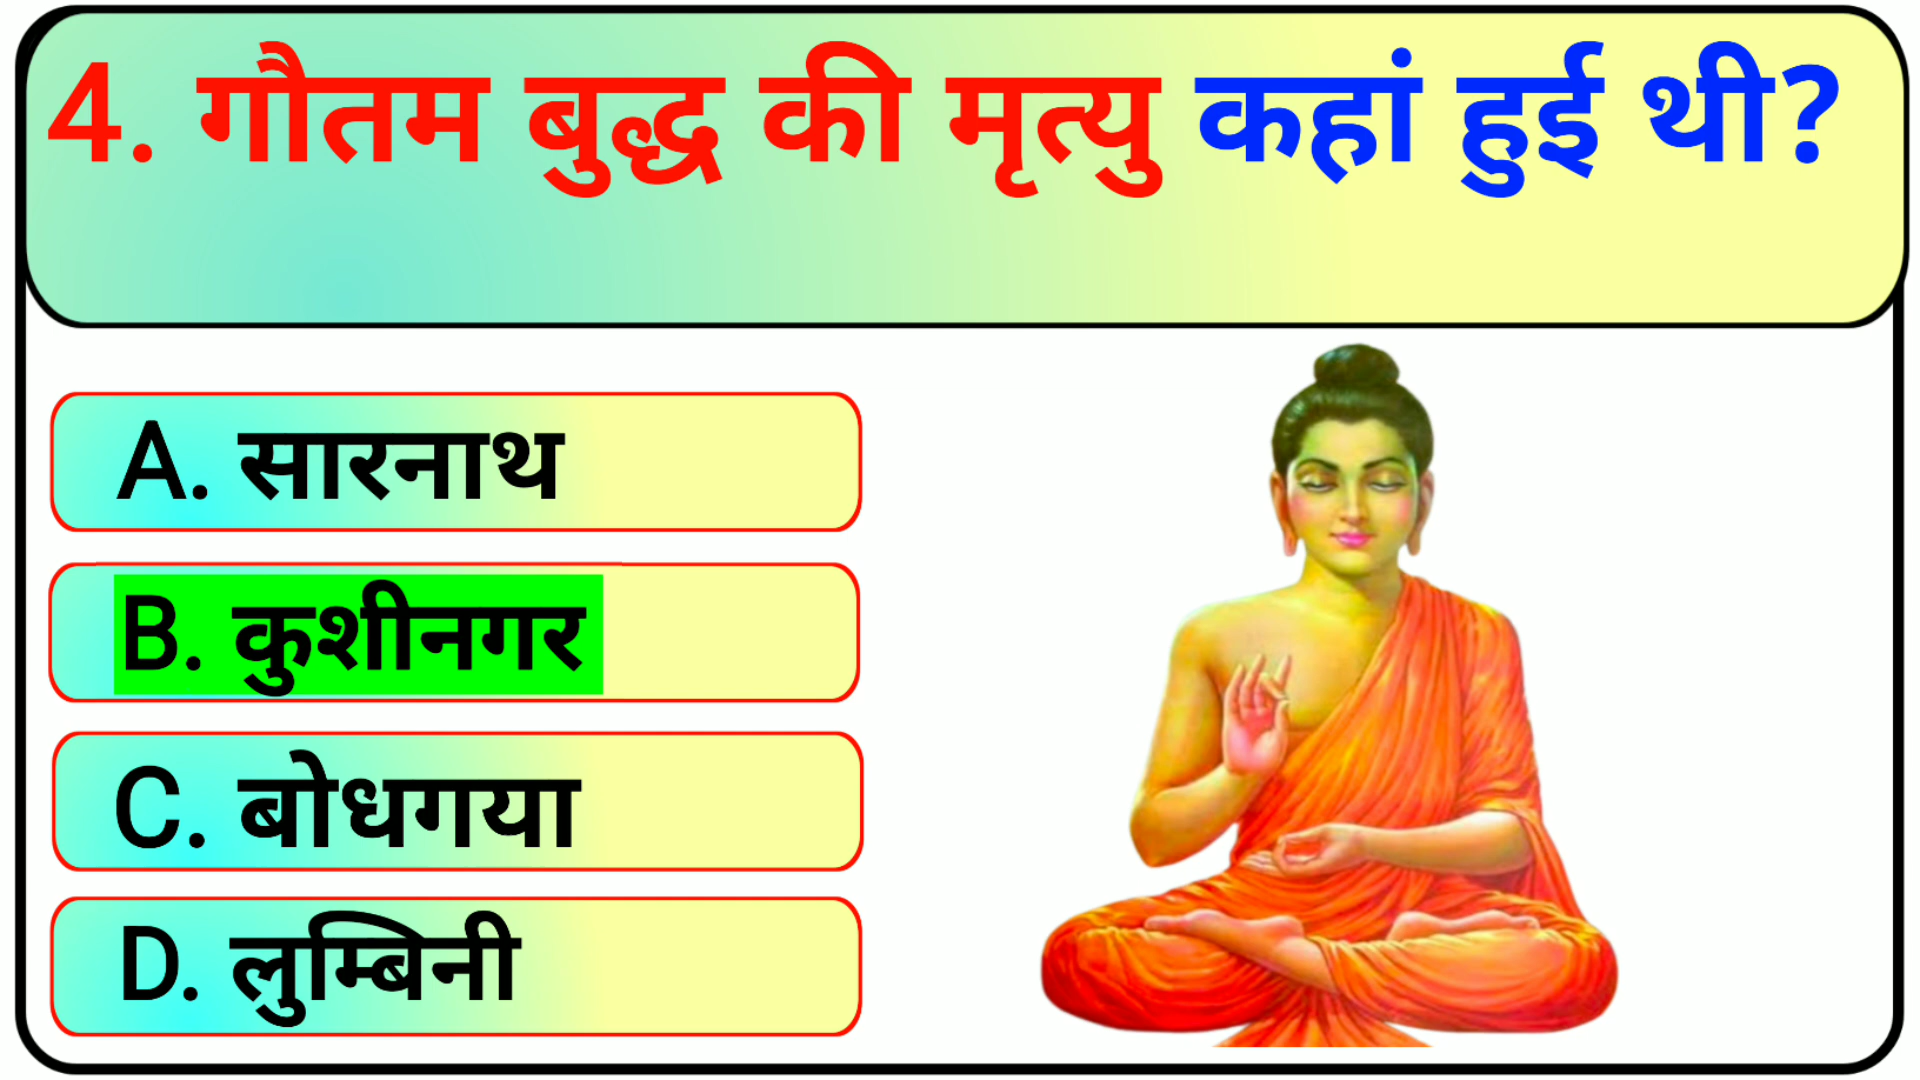 4. गौतम बुद्ध की मृत्यु कहां हुई थी?
A. सारनाथ
B. कुशीनगर
C. बोधगया
D. लुम्बिनी